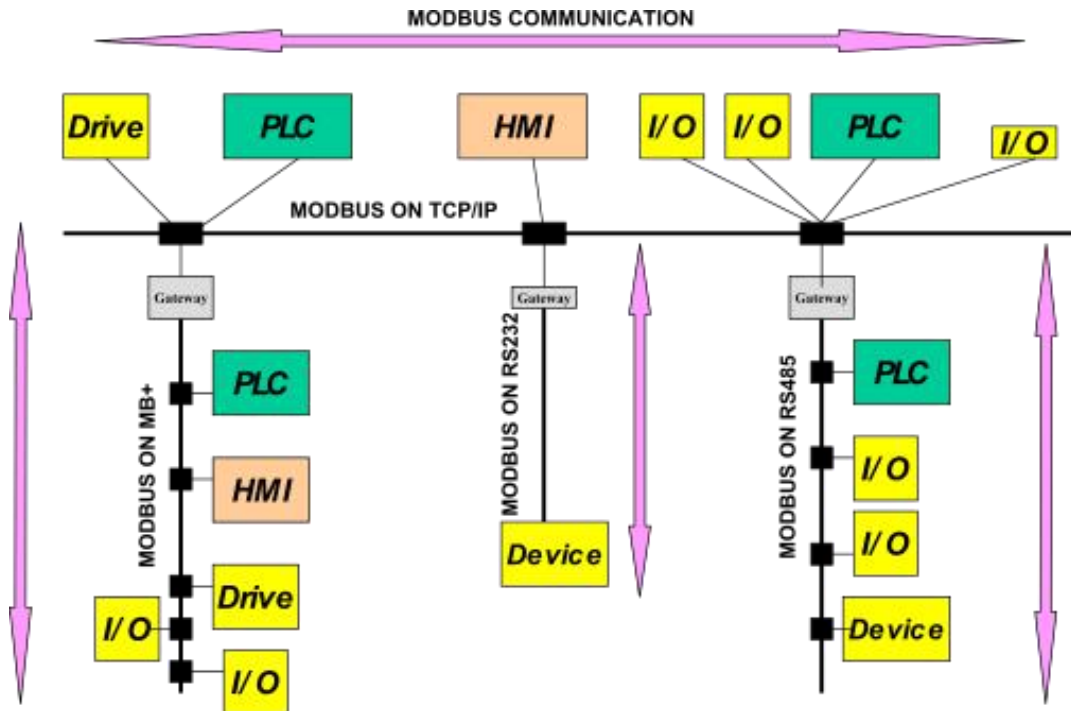 MODBUS COMMUNICATION
Drive
PLC
HMI
I/O
I/O
PLC
I/O
MODBUS ON TCP/IP
Gateway
Gateway
Gateway
MODBUS ON MB+
PLC
HMI
Drive
I/O
I/O
MODBUS ON RS232
Device
MODBUS ON RS485
PLC
I/O
I/O
Device